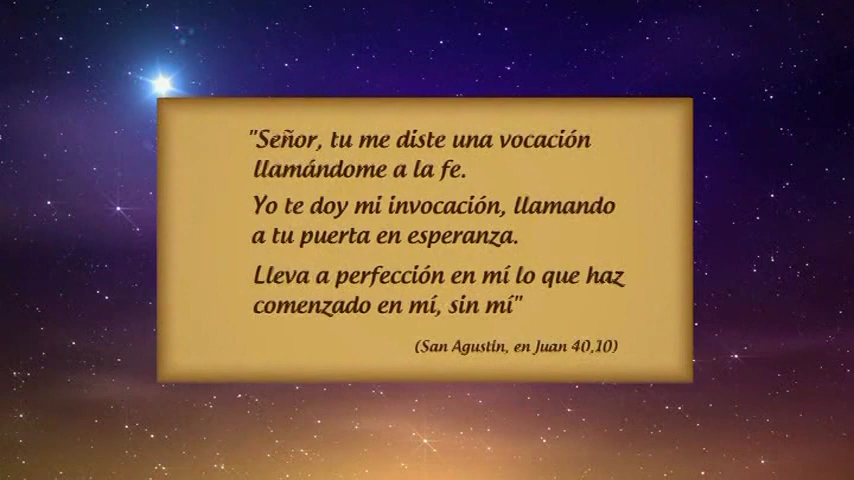 "Señor, tu me diste una vocación
llamándome a la fe.
Yo te doy mi invocación, llamando
a tu puerta en esperanza.
Lleva a perfección en mí lo que haz
comenzado en mí, sin mí"
(San Agustín, en Juan 40,10)